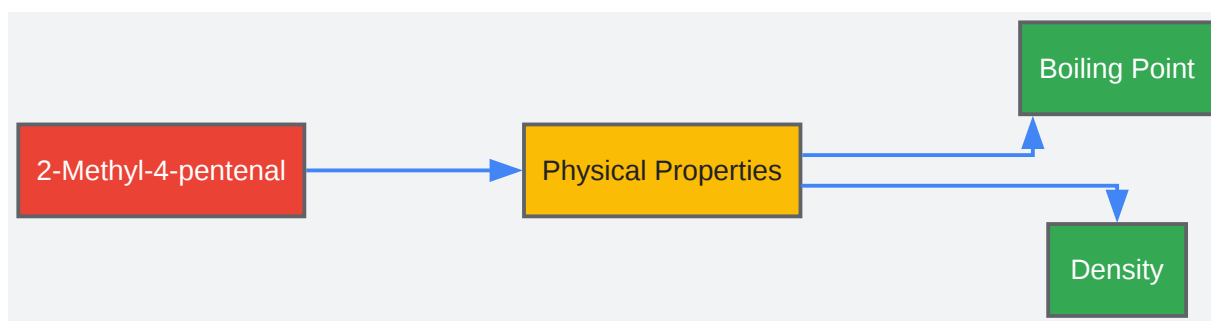 2-Methyl-4-pentenal
Physical Properties
Boiling Point
Density